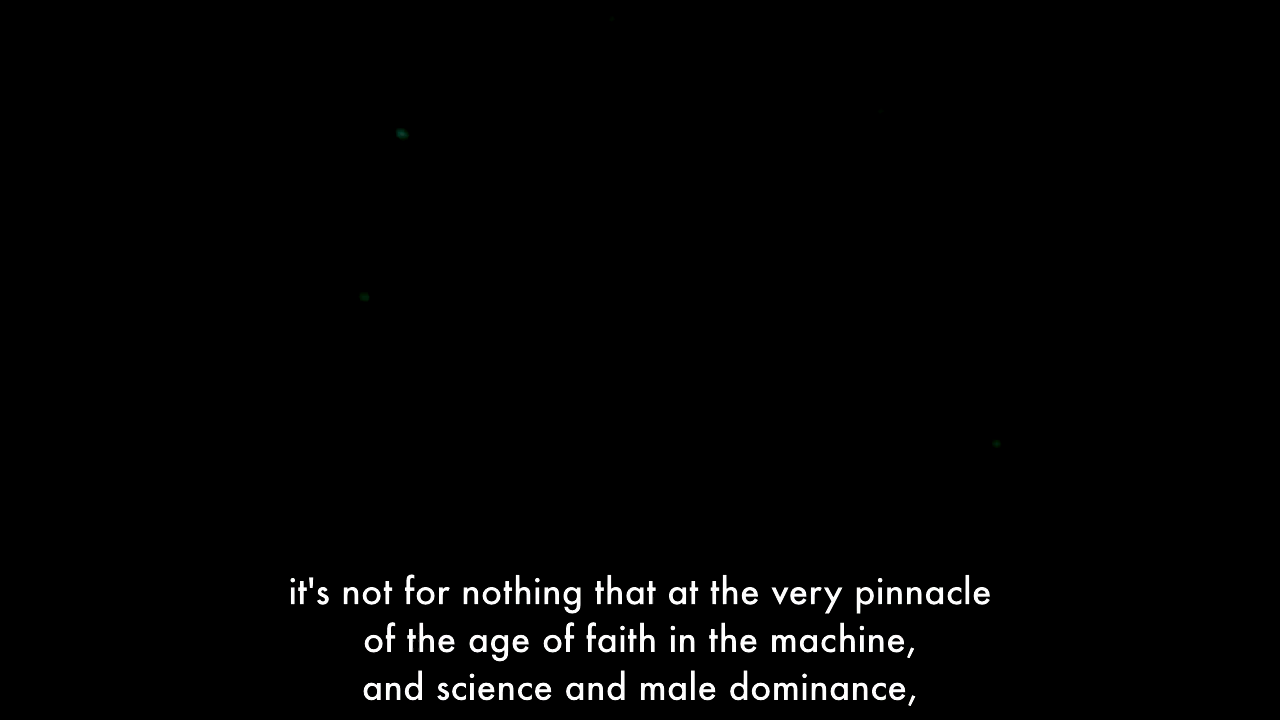 it's not for nothing that at the very pinnacle
of the age of faith in the machine,
and science and male dominance,